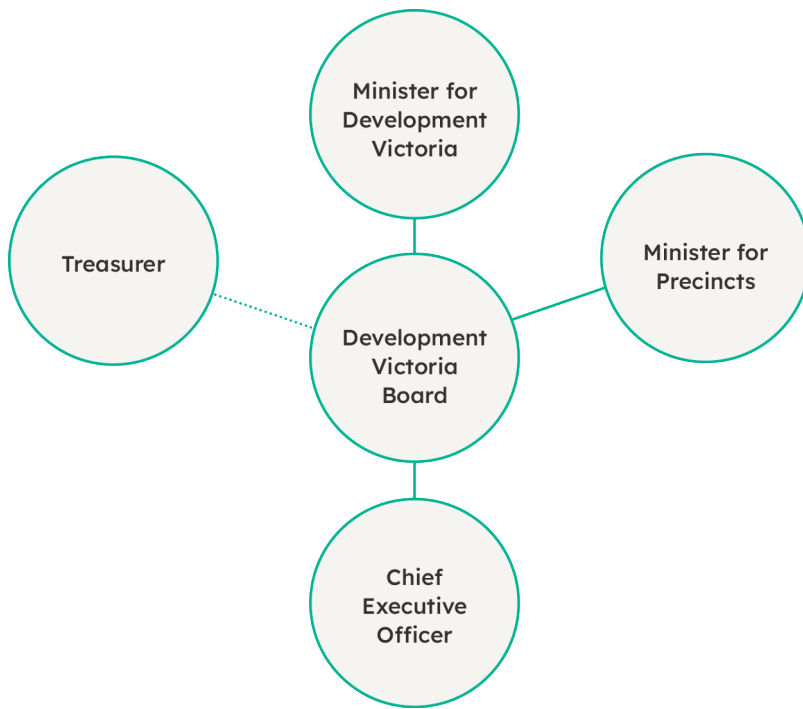 Minister for
Development
Victoria
Treasurer
Minister for
Precincts
Development
Victoria
Board
Chief
Executive
Officer